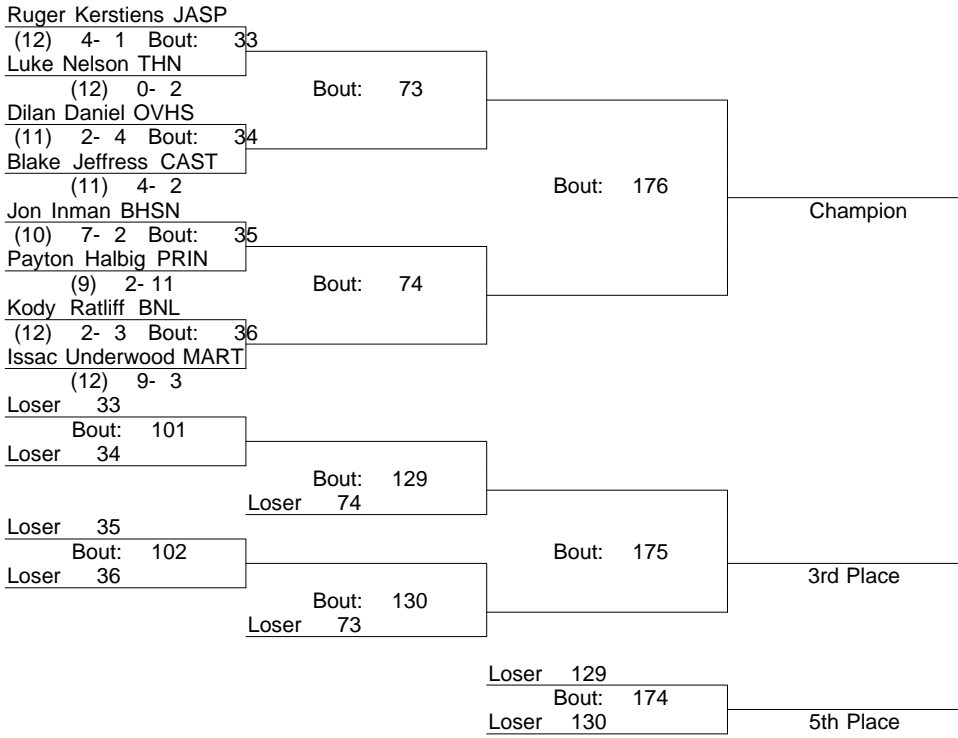 Ruger Kerstiens JASP
(12) 4- 1 Bout: 33
Luke Nelson THN
(12) 0- 2
Bout: 73
Dilan Daniel OVHS
(11) 2- 4 Bout: 34
Blake Jeffress CAST
(11) 4- 2
Bout: 176
Jon Inman BHSN
Champion
(10) 7- 2 Bout: 35
Payton Halbig PRIN
(9) 2- 11
Bout: 74
Kody Ratliff BNL
(12) 2- 3 Bout: 36
Issac Underwood MART
(12) 9- 3
Loser 33
Bout: 101
Loser 34
Bout: 129
Loser 74
Loser 35
Bout: 102
Bout: 175
Loser 36
3rd Place
Bout: 130
Loser 73
Loser 129
Bout: 174
Loser 130
5th Place